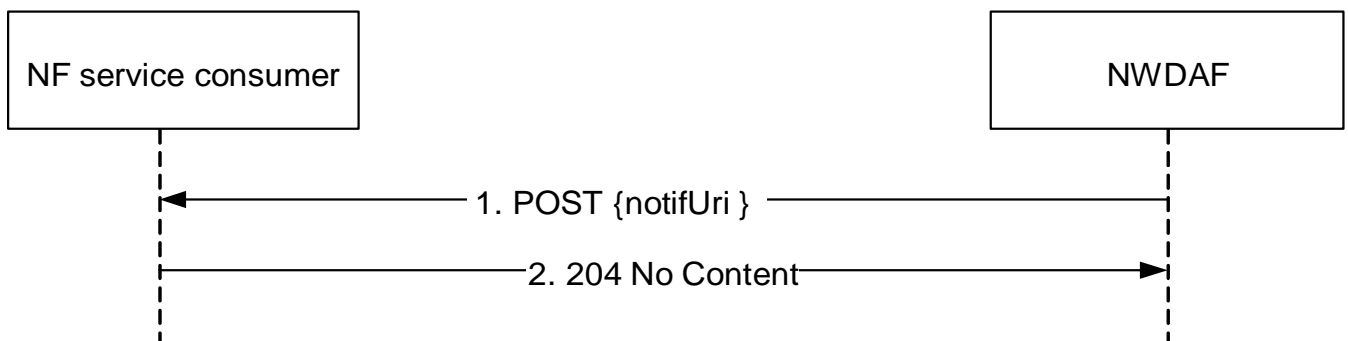 NF service consumer
NWDAF
1. POST {notifUri }
2. 204 No Content